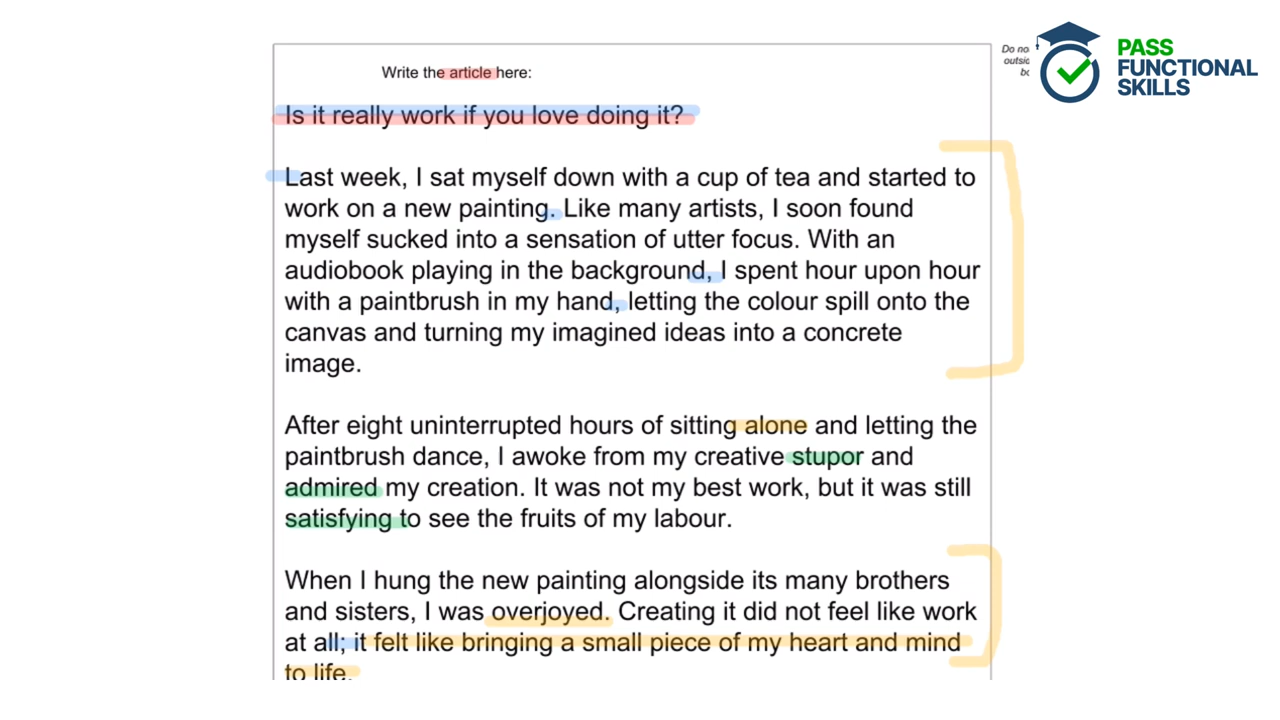 Write the article here:
Do no
outsid
bo
PASS
FUNCTIONAL
SKILLS
Is it really work if you love doing it?
Last week, I sat myself down with a cup of tea and started to
work on a new painting. Like many artists, I soon found
myself sucked into a sensation of utter focus. With an
audiobook playing in the background, I spent hour upon hour
with a paintbrush in my hand, letting the colour spill onto the
canvas and turning my imagined ideas into a concrete
image.
After eight uninterrupted hours of sitting alone and letting the
paintbrush dance, I awoke from my creative stupor and
admired my creation. It was not my best work, but it was still
satisfying to see the fruits of my labour.
When I hung the new painting alongside its many brothers
and sisters, I was overjoyed. Creating it did not feel like work
at all; it felt like bringing a small piece of my heart and mind
to life.